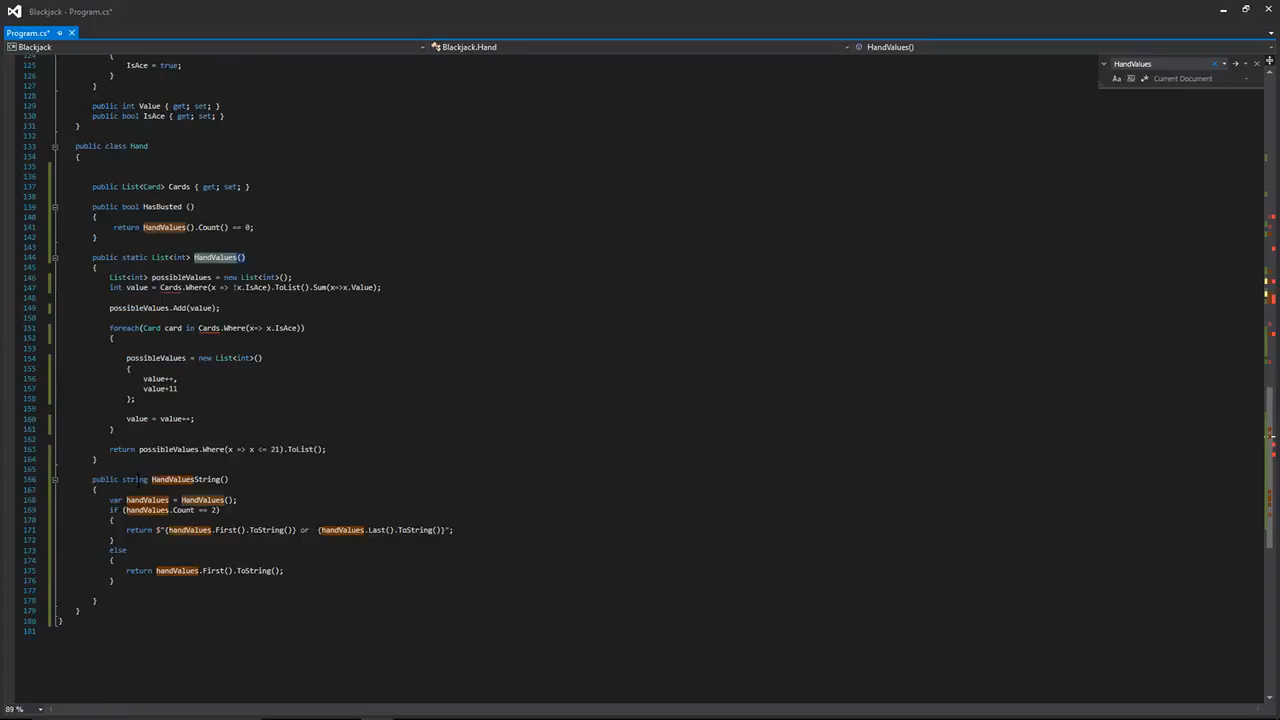 Blackjack - Program.cs*
Program.cs*
Blackjack
Blackjack.Hand
HandValues()
HandValues
Current Document
124 {
125 IsAce = true;
126 }
127 }
128
129 public int Value { get; set; }
130 public bool IsAce { get; set; }
131 }
132
133 public class Hand
134 {
135
136
137 public List<Card> Cards { get; set; }
138
139 public bool HasBusted ()
140 {
141 return HandValues().Count() == 0;
142 }
143
144 public static List<int> HandValues()
145 {
146 List<int> possibleValues = new List<int>();
147 int value = Cards.Where(x => !x.IsAce).ToList().Sum(x=>x.Value);
148
149 possibleValues.Add(value);
150
151 foreach(Card card in Cards.Where(x=> x.IsAce))
152 {
153
154 possibleValues = new List<int>()
155 {
156 value++,
157 value+11
158 };
159
160 value = value++;
161 }
162
163 return possibleValues.Where(x => x <= 21).ToList();
164 }
165
166 public string HandValuesString()
167 {
168 var handValues = HandValues();
169 if (handValues.Count == 2)
170 {
171 return $"{handValues.First().ToString()} or {handValues.Last().ToString()}";
172 }
173 else
174 {
175 return handValues.First().ToString();
176 }
177
178 }
179 }
180 }
181
89 %